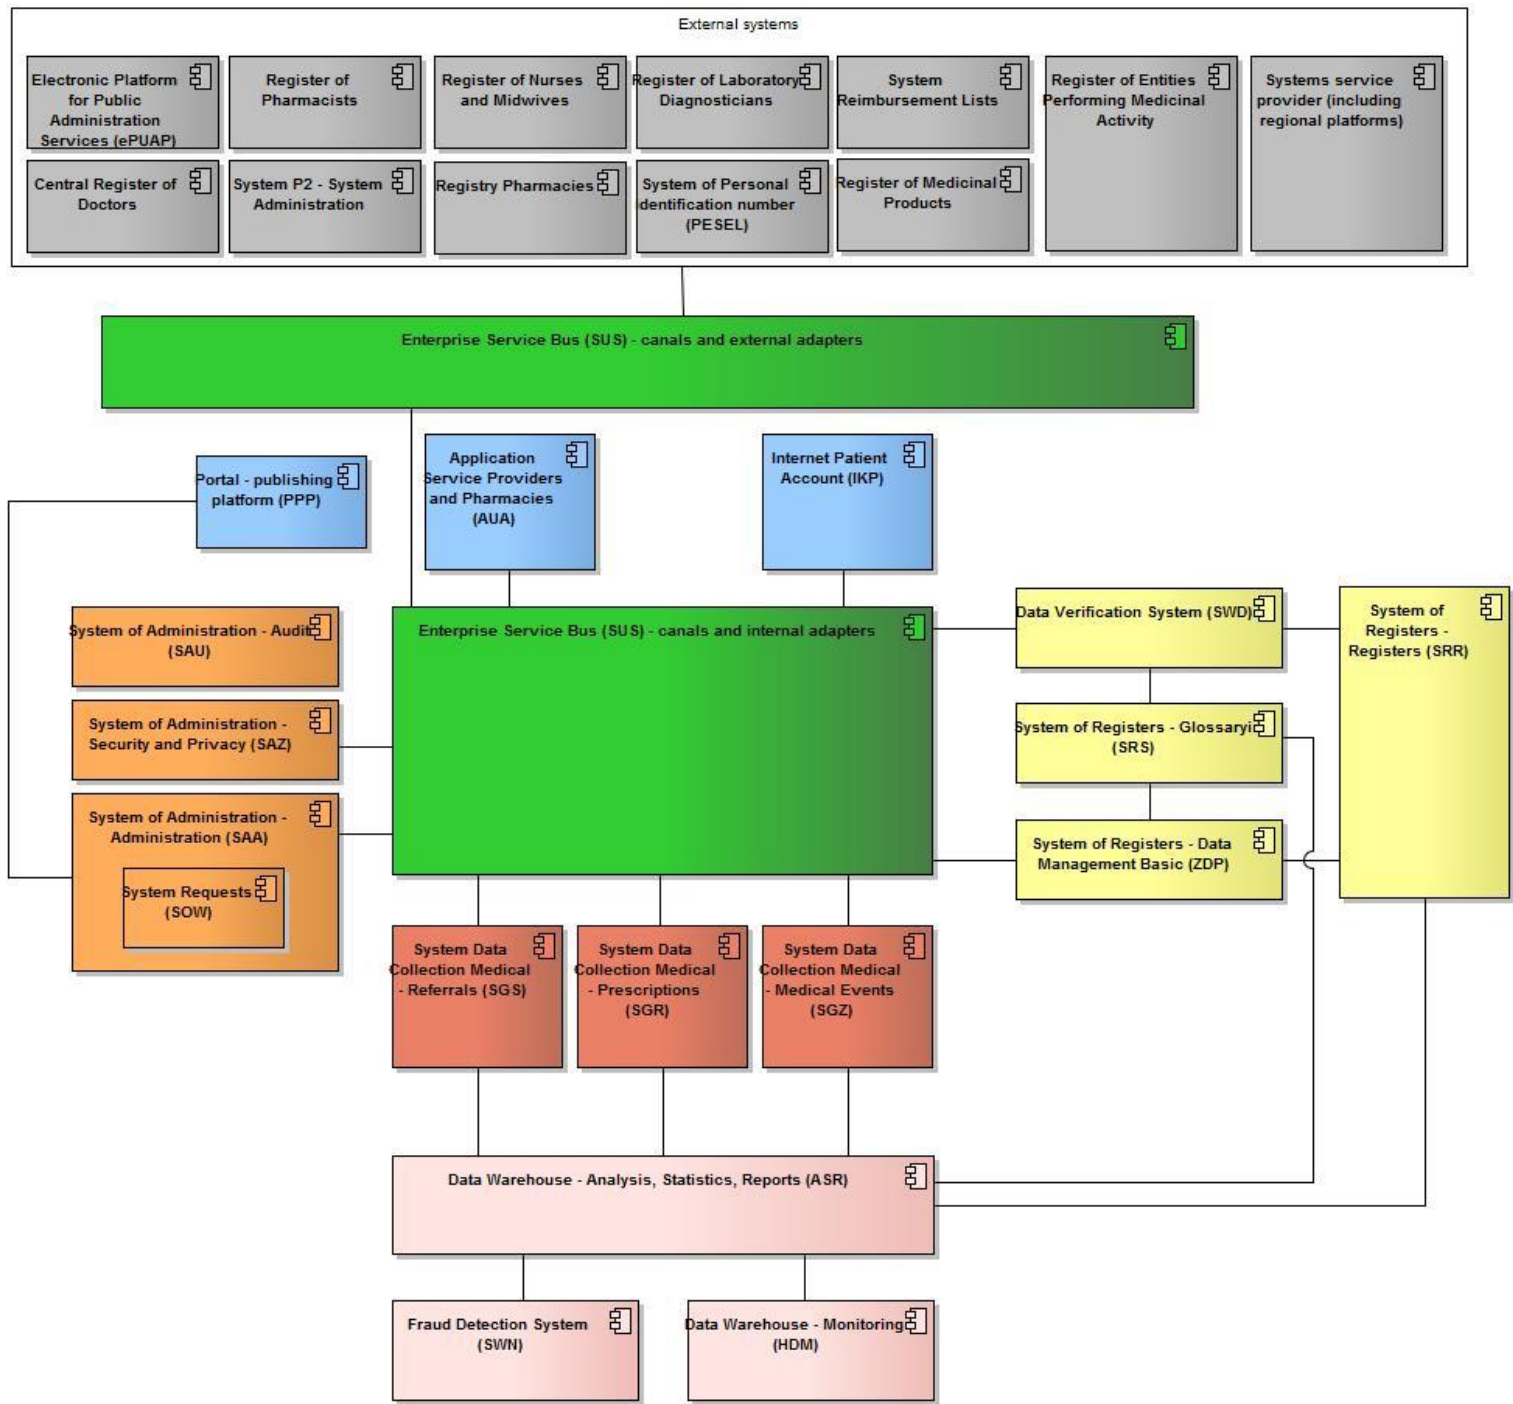 External systems
Electronic Platform
for Public
Administration
Services (ePUAP)
Register of
Pharmacists
Register of Nurses
and Midwives
Register of Laboratory
Diagnosticians
System
Reimbursement Lists
Register of Entities
Performing Medicinal
Activity
Systems service
provider (including
regional platforms)
Central Register of
Doctors
System P2 - System
Administration
Registry Pharmacies
System of Personal
identification number
(PESEL)
Register of Medicinal
Products
Enterprise Service Bus (SUS) - canals and external adapters
Portal - publishing
platform (PPP)
Application
Service Providers
and Pharmacies
(AUA)
Internet Patient
Account (IKP)
System of Administration - Audit
(SAU)
System of Administration -
Security and Privacy (SAZ)
System of Administration -
Administration (SAA)
System Requests
(SOW)
Enterprise Service Bus (SUS) - canals and internal adapters
Data Verification System (SWD)
System of Registers - Glossaryi
(SRS)
System of Registers - Data
Management Basic (ZDP)
System of
Registers -
Registers (SRR)
System Data
Collection Medical
- Referrals (SGS)
System Data
Collection Medical
- Prescriptions
(SGR)
System Data
Collection Medical
- Medical Events
(SGZ)
Data Warehouse - Analysis, Statistics, Reports (ASR)
Fraud Detection System
(SWN)
Data Warehouse - Monitoring
(HDM)